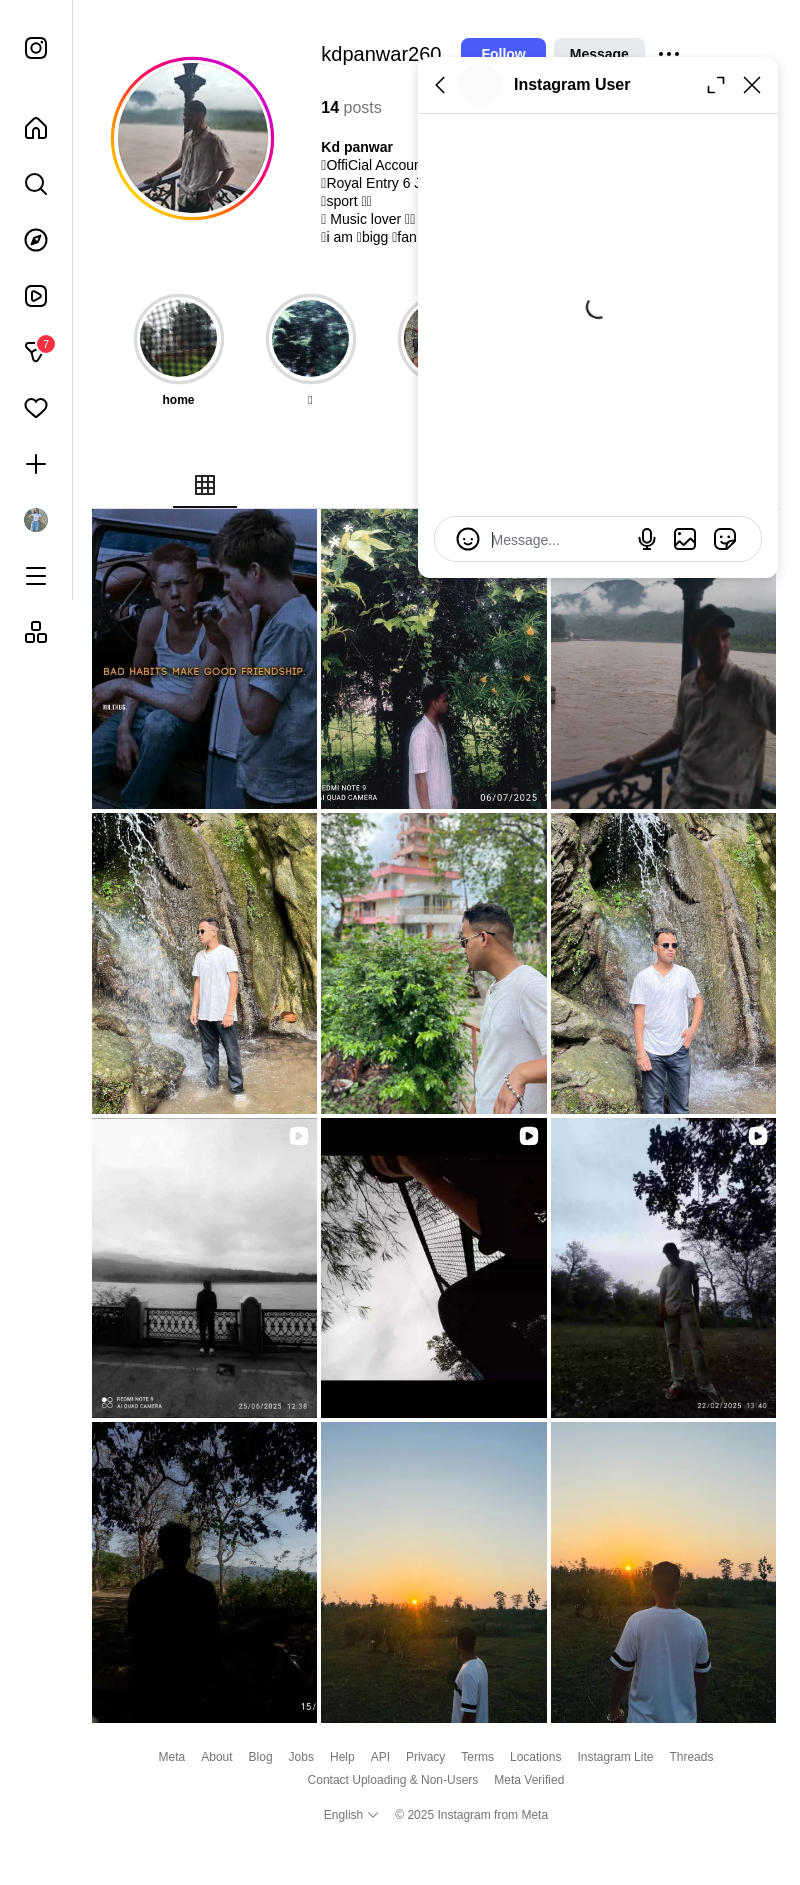 kdpanwar260
Follow
Message
14 posts
Kd panwar
OffiCial Accoun
Royal Entry 6 J
sport
Music lover
i am bigg fan
Instagram User
7
home
Message...
BAD HABITS MAKE GOOD FRIENDSHIP.
MR.THUG
REDMI NOTE 9
AI QUAD CAMERA
06/07/2025
REDMI NOTE 9
AI QUAD CAMERA
25/06/2025 12:38
22/02/2025 13:40
15/
Meta About Blog Jobs Help API Privacy Terms Locations Instagram Lite Threads
Contact Uploading & Non-Users Meta Verified
English © 2025 Instagram from Meta